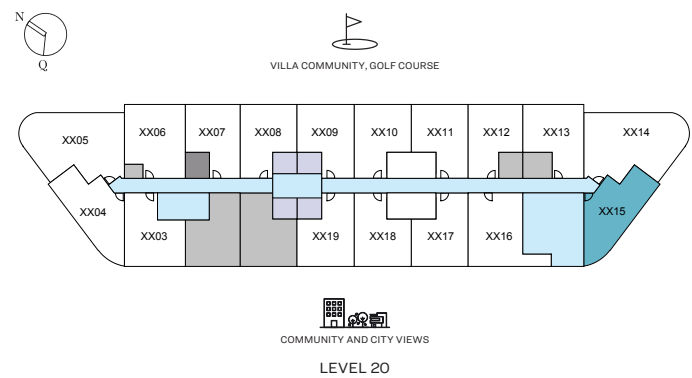 N
Q
VILLA COMMUNITY, GOLF COURSE
XX05 XX06 XX07 XX08 XX09 XX10 XX11 XX12 XX13 XX14
XX04 XX03 XX19 XX18 XX17 XX16 XX15
COMMUNITY AND CITY VIEWS
LEVEL 20